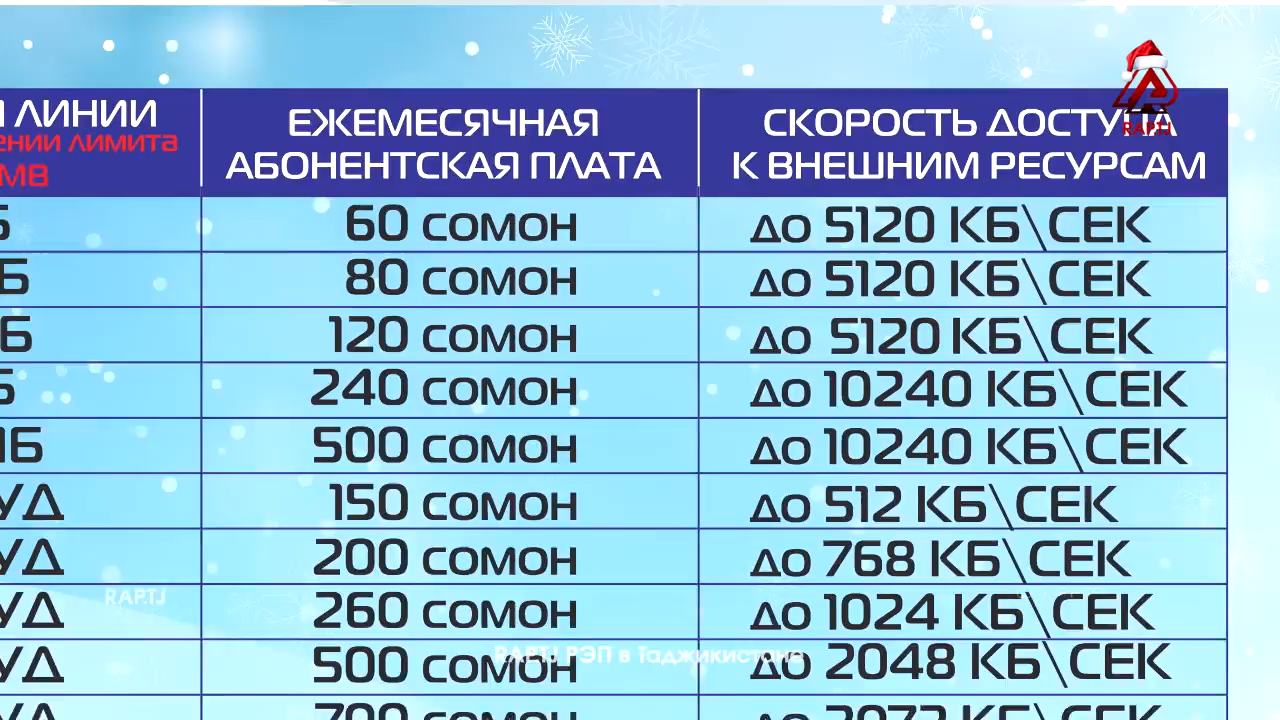 ЛИНИИ
ЛИМИТА
МВ
ЕЖЕМЕСЯЧНАЯ
АБОНЕНТСКАЯ ПЛАТА
СКОРОСТЬ ДОСТУПА
К ВНЕШНИМ РЕСУРСАМ
RAP.TJ
60 СОМОН ДО 5120 КБ\СЕК
80 СОМОН ДО 5120 КБ\СЕК
120 СОМОН ДО 5120 КБ\СЕК
240 СОМОН ДО 10240 КБ\СЕК
500 СОМОН ДО 10240 КБ\СЕК
150 СОМОН ДО 512 КБ\СЕК
200 СОМОН ДО 768 КБ\СЕК
260 СОМОН ДО 1024 КБ\СЕК
500 СОМОН ДО 2048 КБ\СЕК
RAP.TJ
RAP.TJ РЭП в Таджикистане